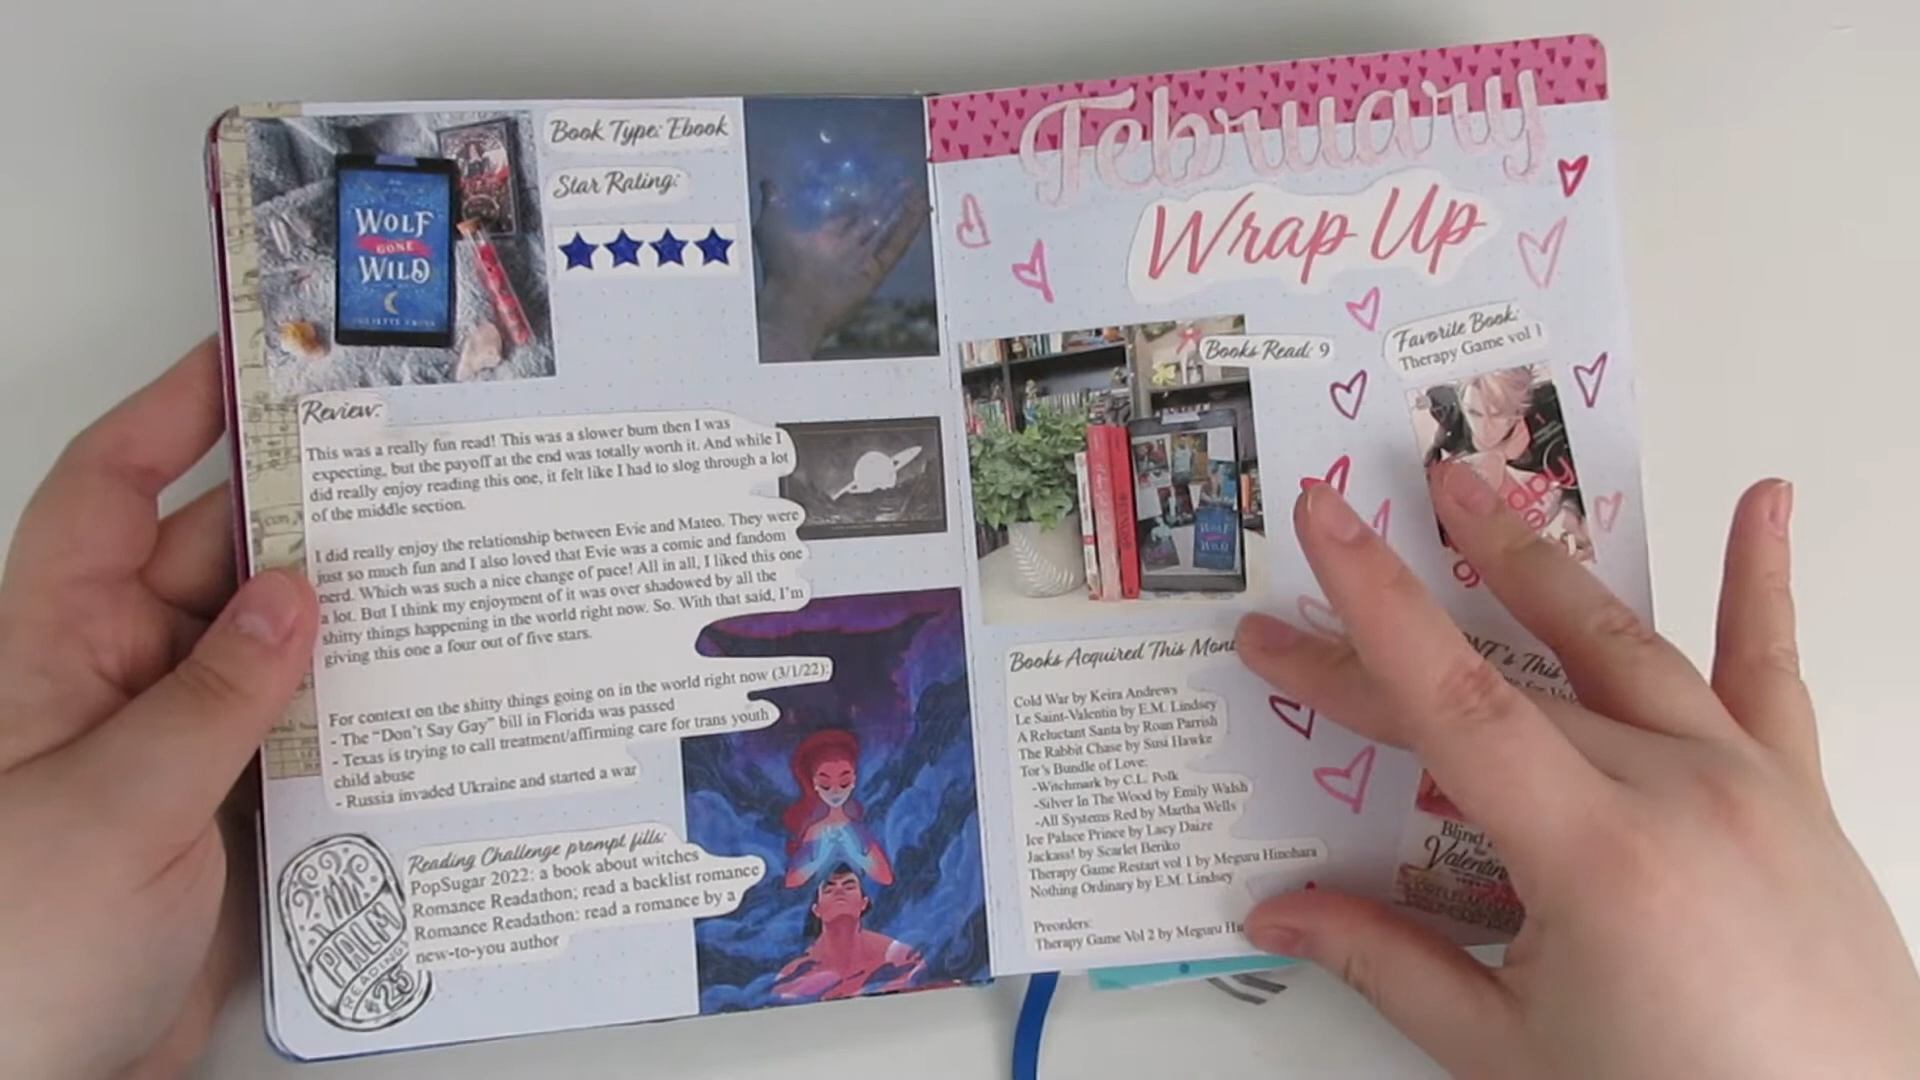 WOLF
GONE
WILD
JULIETTE CROSS
Book Type: Ebook
Star Rating:
Review:
This was a really fun read! This was a slower burn then I was
expecting, but the payoff at the end was totally worth it. And while I
did really enjoy reading this one, it felt like I had to slog through a lot
of the middle section.
I did really enjoy the relationship between Evie and Mateo. They were
just so much fun and I also loved that Evie was a comic and fandom
nerd. Which was such a nice change of pace! All in all, I liked this one
a lot. But I think my enjoyment of it was over shadowed by all the
shitty things happening in the world right now. So. With that said, I'm
giving this one a four out of five stars.
For context on the shitty things going on in the world right now (3/1/22):
- The "Don't Say Gay" bill in Florida was passed
- Texas is trying to call treatment/affirming care for trans youth
child abuse
- Russia invaded Ukraine and started a war
Reading Challenge prompt fills:
PopSugar 2022: a book about witches
Romance Readathon; read a backlist romance
Romance Readathon: read a romance by a
new-to-you author
PALM
READINGS
#25
February
Wrap Up
Books Read: 9
Favorite Book:
Therapy Game vol 1
WOLF
WILD
Books Acquired This Mont
Cold War by Keira Andrews
Le Saint-Valentin by E.M. Lindsey
A Reluctant Santa by Roan Parrish
The Rabbit Chase by Susi Hawke
Tor's Bundle of Love:
-Witchmark by C.L. Polk
-Silver In The Wood by Emily Walsh
-All Systems Red by Martha Wells
Ice Palace Prince by Lacy Daize
Jackass! by Scarlet Beriko
Therapy Game Restart vol 1 by Meguru Hinohara
Nothing Ordinary by E.M. Lindsey
Preorders:
Therapy Game Vol 2 by Meguru Hi
NT's This
Blind
Valentin